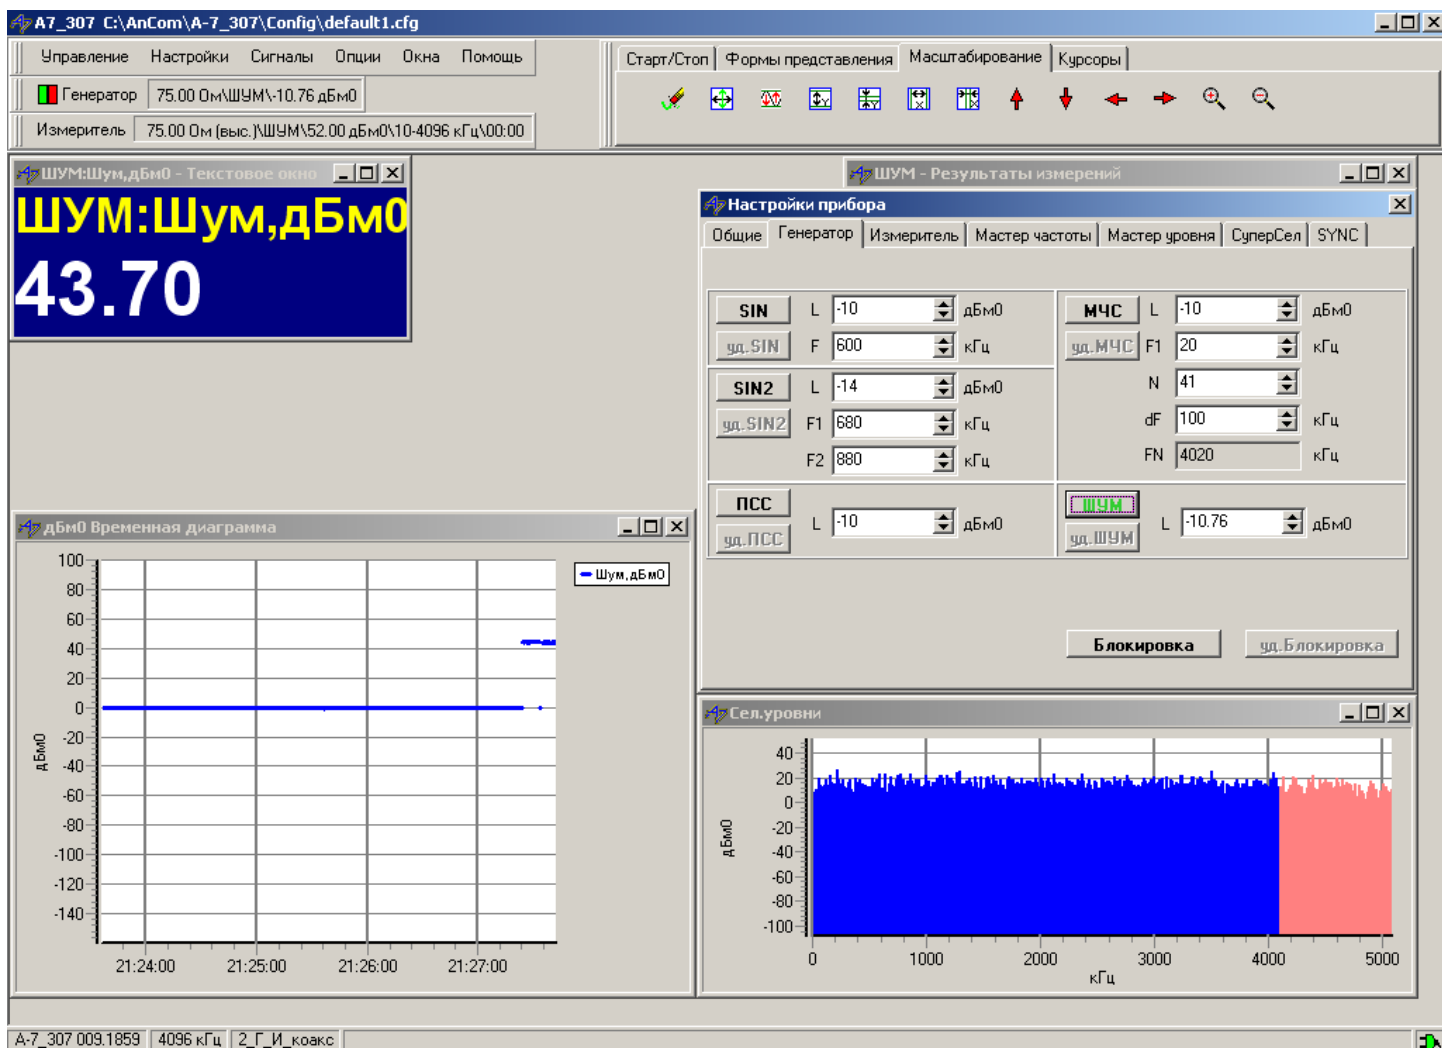 A7_307 C:\AnCom\A-7_307\Config\default1.cfg
Управление Настройки Сигналы Опции Окна Помощь
Генератор 75.00 Ом\ШУМ\-10.76 дБм0
Измеритель 75.00 Ом (выс.)\ШУМ\52.00 дБм0\10-4096 кГц\00:00
Старт/Стоп Формы представления Масштабирование Курсоры
ШУМ:Шум,дБм0 - Текстовое окно
ШУМ:Шум,дБм0
43.70
ШУМ - Результаты измерений
Настройки прибора
Общие Генератор Измеритель Мастер частоты Мастер уровня СуперСел SYNC
SIN L -10 дБм0
уд.SIN F 600 кГц
SIN2 L -14 дБм0
уд.SIN2 F1 680 кГц
F2 880 кГц
ПСС
L -10 дБм0
уд.ПСС
МЧС L -10 дБм0
уд.МЧС F1 20 кГц
N 41
dF 100 кГц
FN 4020 кГц
ШУМ
L -10.76 дБм0
уд.ШУМ
Блокировка уд.Блокировка
дБм0 Временная диаграмма
Шум,дБм0
100
80
60
40
20
0
-20
-40
-60
-80
-100
-120
-140
дБм0
21:24:00 21:25:00 21:26:00 21:27:00
Сел.уровни
40
20
0
-20
-40
-60
-80
-100
дБм0
0 1000 2000 3000 4000 5000
кГц
A-7_307 009.1859 4096 кГц 2_Г_И_коакс